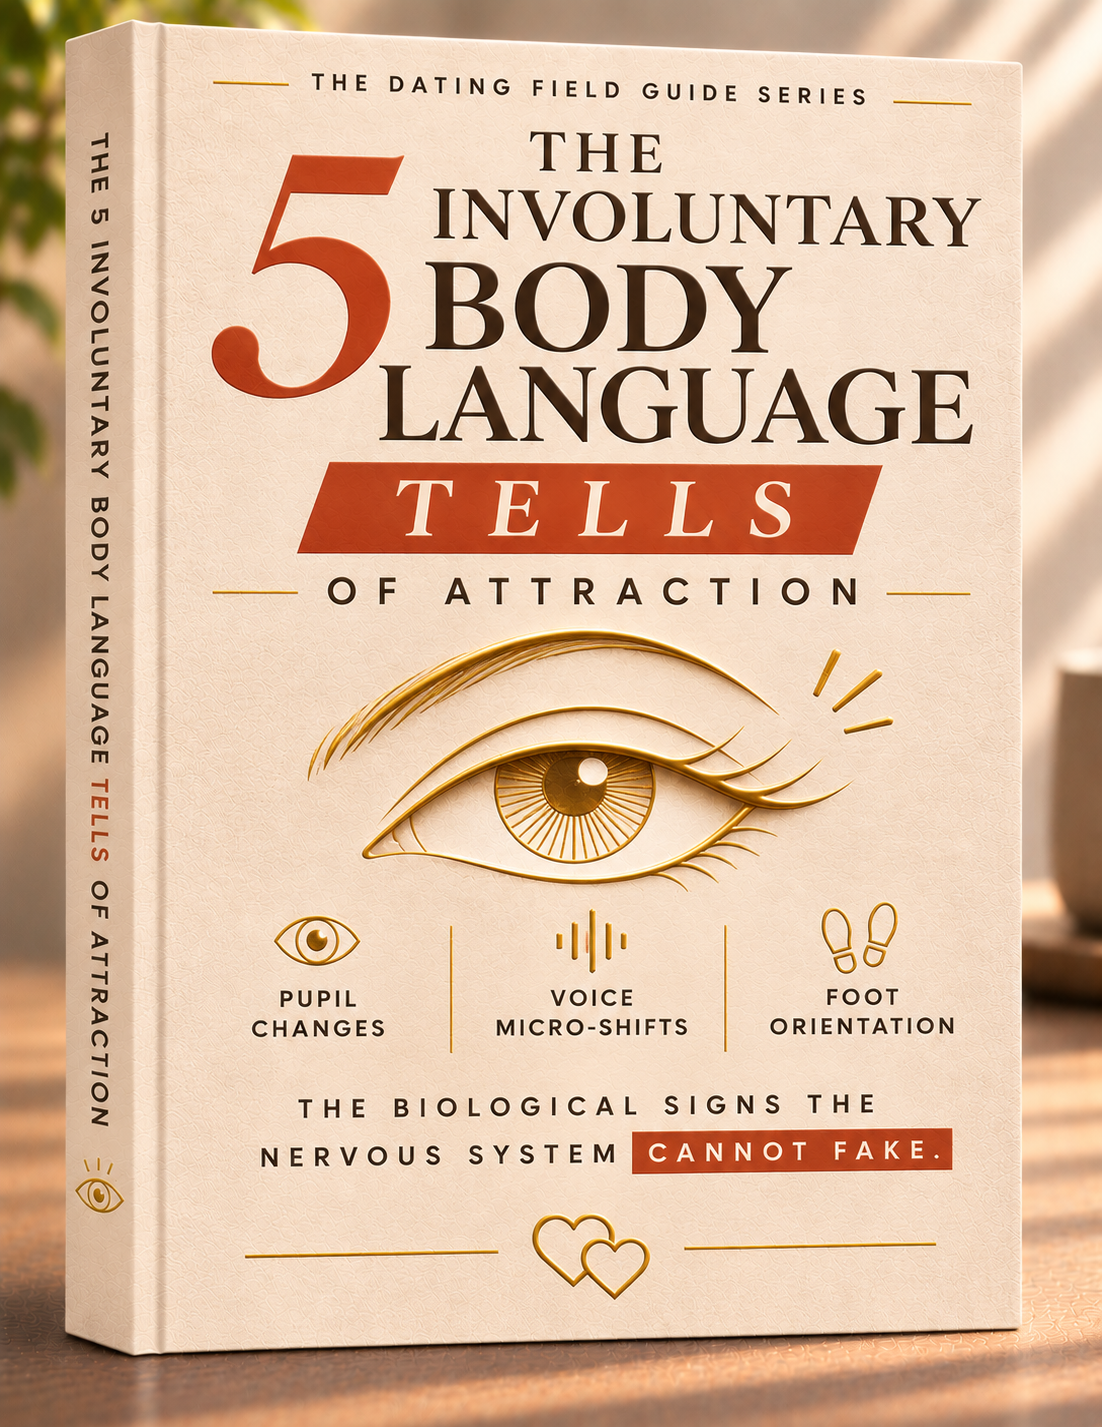 THE DATING FIELD GUIDE SERIES
5
THE
INVOLUNTARY
BODY
LANGUAGE
TELLS
OF ATTRACTION
PUPIL
CHANGES
VOICE
MICRO-SHIFTS
FOOT
ORIENTATION
THE BIOLOGICAL SIGNS THE
NERVOUS SYSTEM CANNOT FAKE.
THE 5 INVOLUNTARY BODY LANGUAGE TELLS OF ATTRACTION